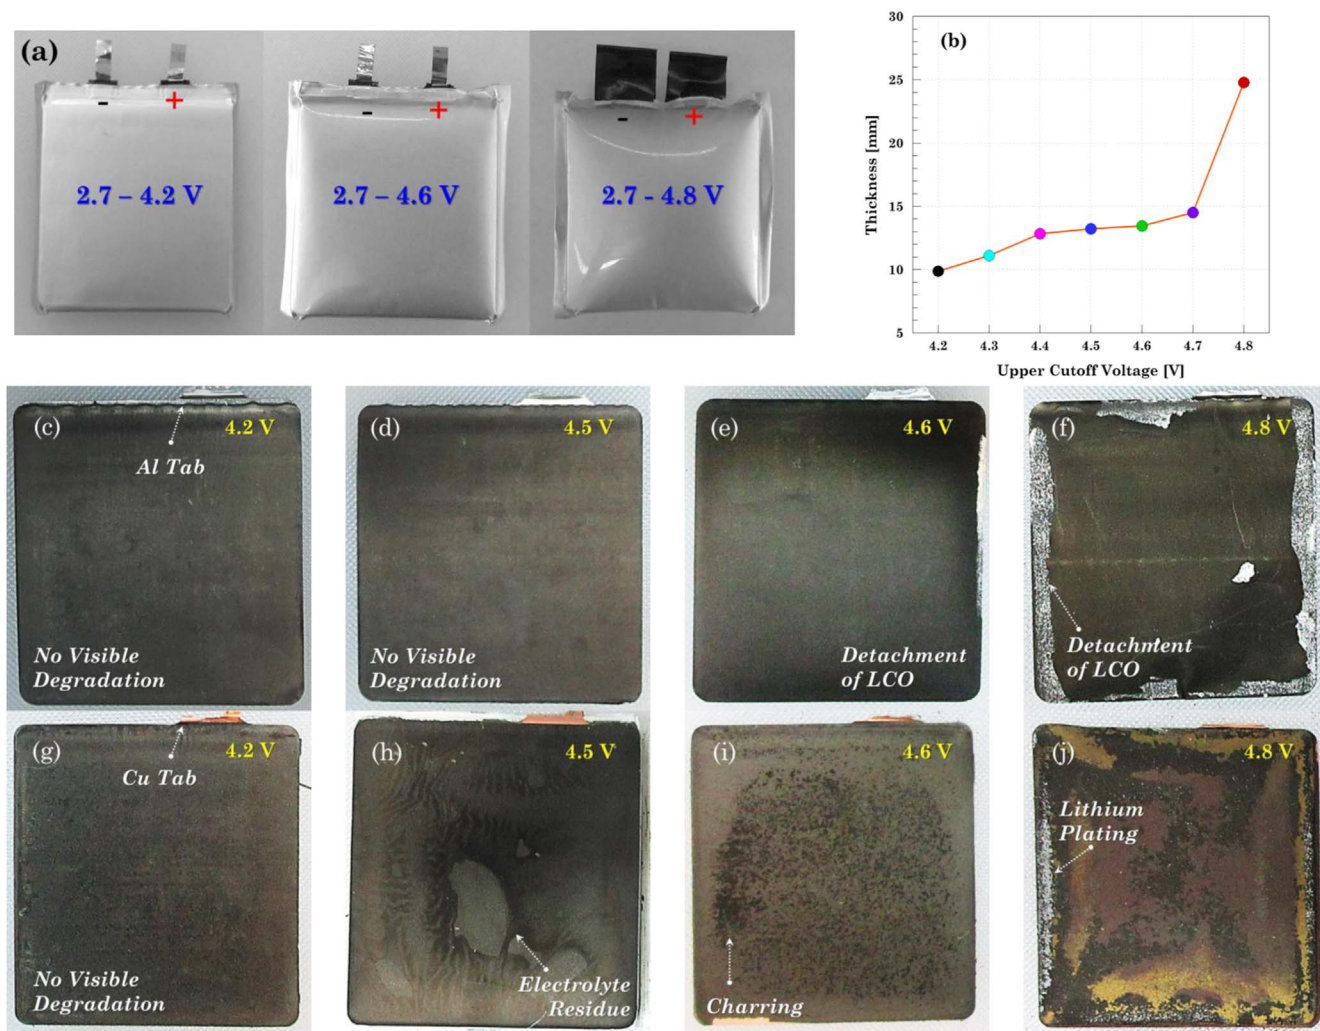 (a)
-
+
2.7 – 4.2 V
-
+
2.7 – 4.6 V
-
+
2.7 - 4.8 V
(b)
Thickness [mm]
30
25
20
15
10
5
4.2
4.3
4.4
4.5
4.6
4.7
4.8
Upper Cutoff Voltage [V]
(c)
4.2 V
Al Tab
No Visible
Degradation
(d)
4.5 V
No Visible
Degradation
(e)
4.6 V
Detachment
of LCO
(f)
4.8 V
Detachment
of LCO
(g)
4.2 V
Cu Tab
No Visible
Degradation
(h)
4.5 V
Electrolyte
Residue
(i)
4.6 V
Charring
(j)
4.8 V
Lithium
Plating